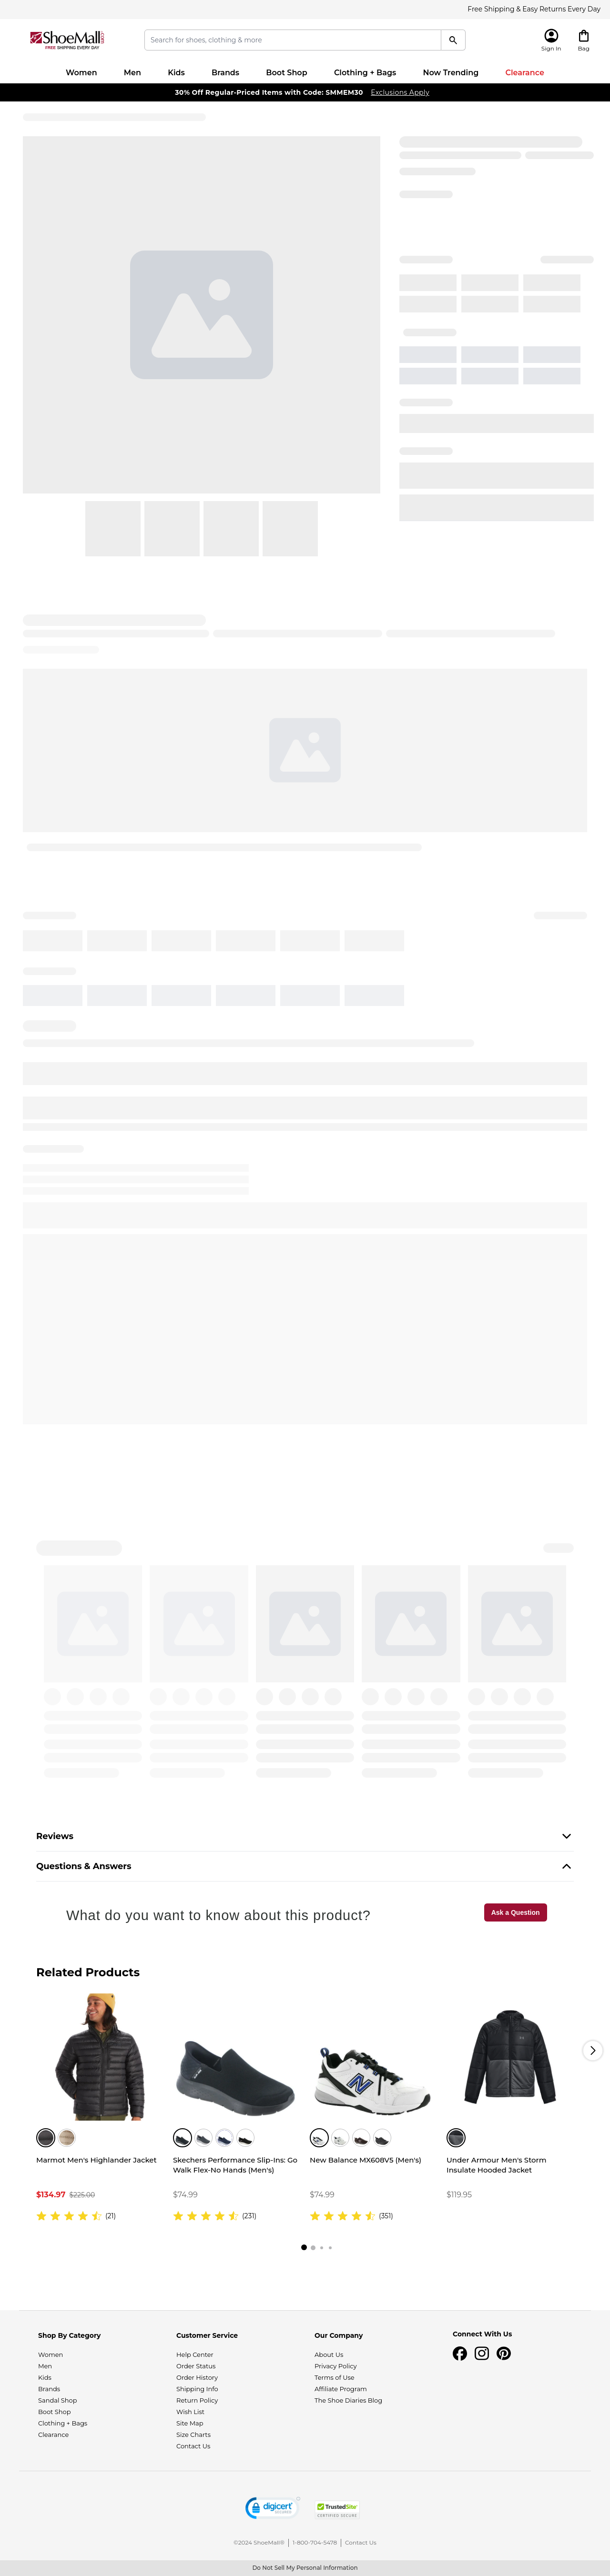 Free Shipping & Easy Returns Every Day
ShoeMall
FREE SHIPPING EVERY DAY
Search for shoes, clothing & more
Sign In
Bag
Women
Men
Kids
Brands
Boot Shop
Clothing + Bags
Now Trending
Clearance
30% Off Regular-Priced Items with Code: SMMEM30 Exclusions Apply
Reviews
Questions & Answers
What do you want to know about this product?
Ask a Question
Related Products
Marmot Men's Highlander Jacket
$134.97 $225.00
(21)
Skechers Performance Slip-Ins: Go
Walk Flex-No Hands (Men's)
$74.99
(231)
New Balance MX608V5 (Men's)
$74.99
(351)
Under Armour Men's Storm
Insulate Hooded Jacket
$119.95
Shop By Category
Women
Men
Kids
Brands
Sandal Shop
Boot Shop
Clothing + Bags
Clearance
Customer Service
Help Center
Order Status
Order History
Shipping Info
Return Policy
Wish List
Site Map
Size Charts
Contact Us
Our Company
About Us
Privacy Policy
Terms of Use
Affiliate Program
The Shoe Diaries Blog
Connect With Us
digicert
SECURED
TrustedSite
CERTIFIED SECURE
©2024 ShoeMall®
1-800-704-5478
Contact Us
Do Not Sell My Personal Information